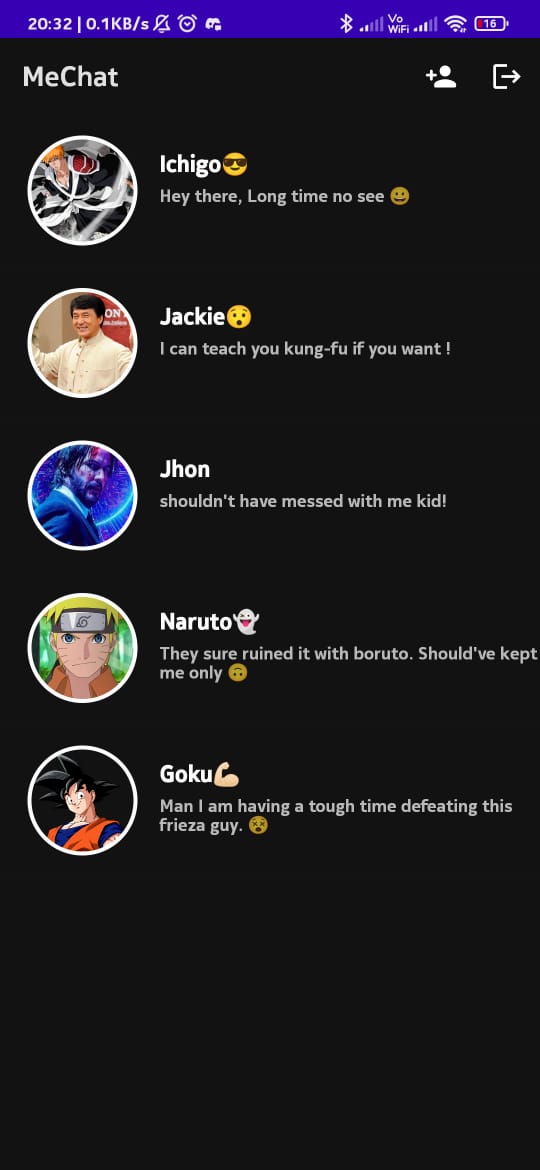 20:32 | 0.1KB/s
Vo
WiFi
16
MeChat
Ichigo😎
Hey there, Long time no see 😀
Jackie😯
I can teach you kung-fu if you want !
Jhon
shouldn't have messed with me kid!
Naruto👻
They sure ruined it with boruto. Should've kept
me only 🙃
Goku💪🏻
Man I am having a tough time defeating this
frieza guy. 😵